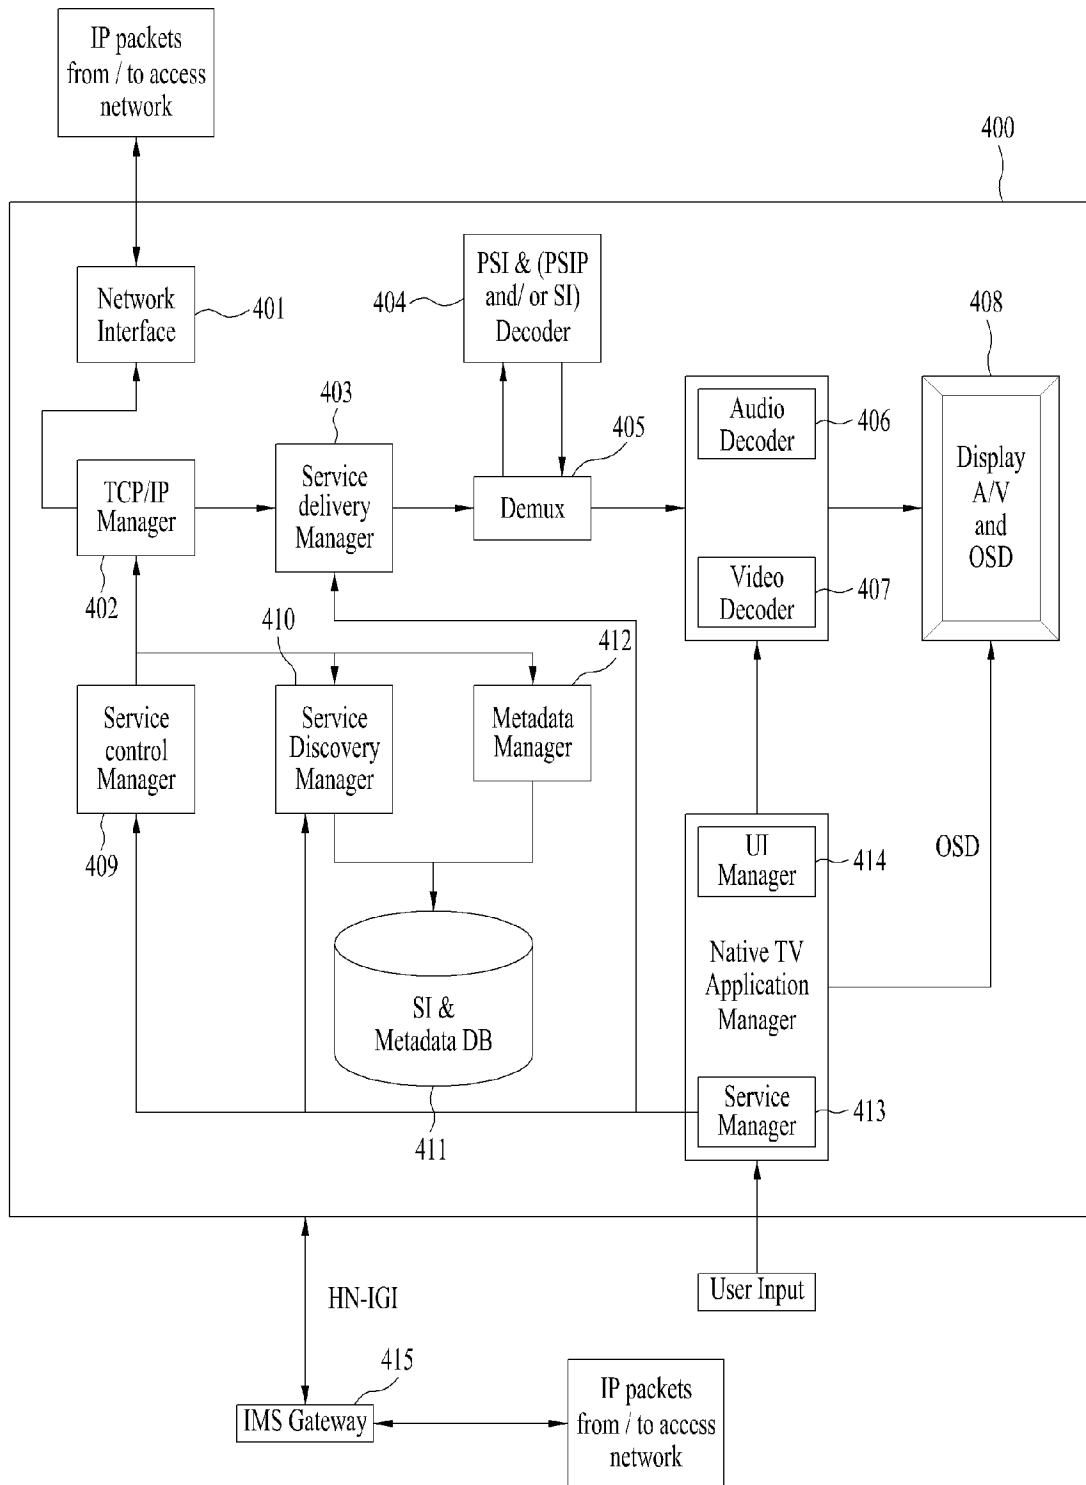 IP packets
from / to access
network
400
Network
Interface
401
404
PSI & (PSIP
and/ or SI)
Decoder
408
403
405
Audio
Decoder
406
TCP/IP
Manager
402
Service
delivery
Manager
Demux
Display
A/V
and
OSD
Video
Decoder
407
410
412
Service
control
Manager
409
Service
Discovery
Manager
Metadata
Manager
UI
Manager
414
OSD
Native TV
Application
Manager
SI &
Metadata DB
411
Service
Manager
413
HN-IGI
User Input
415
IMS Gateway
IP packets
from / to access
network